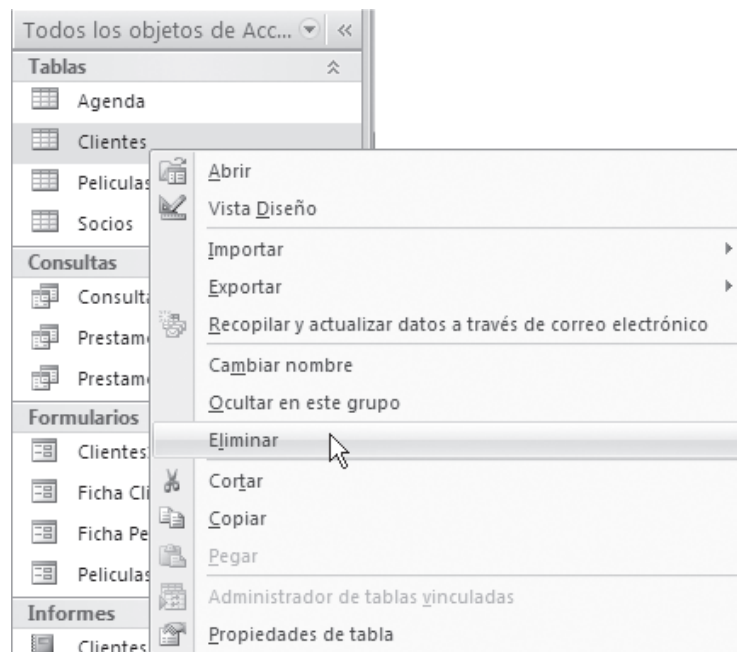 Todos los objetos de Acc...
Tablas
Agenda
Clientes
Peliculas
Socios
Consultas
Consulta
Prestam
Prestam
Formularios
Clientes
Ficha Cli
Ficha Pe
Peliculas
Informes
Clientes
Abrir
Vista Diseño
Importar
Exportar
Recopilar y actualizar datos a través de correo electrónico
Cambiar nombre
Ocultar en este grupo
Eliminar
Cortar
Copiar
Pegar
Administrador de tablas vinculadas
Propiedades de tabla